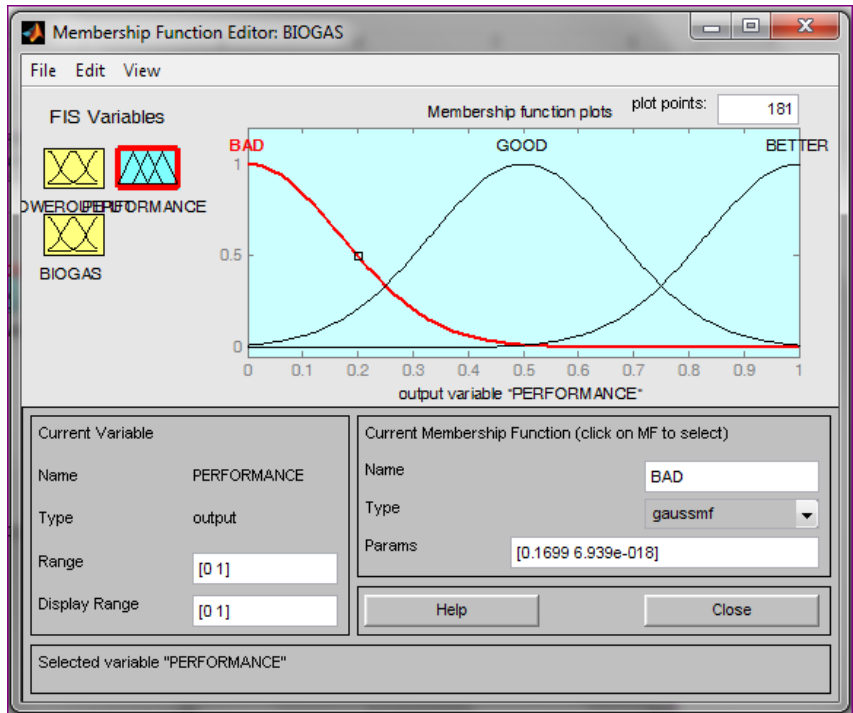 Membership Function Editor: BIOGAS
File Edit View
FIS Variables
Membership function plots
plot points:
181
BAD
GOOD
BETTER
1
0.5
0
0 0.1 0.2 0.3 0.4 0.5 0.6 0.7 0.8 0.9 1
output variable "PERFORMANCE"
BIOGAS
Current Variable
Name PERFORMANCE
Type output
Range [0 1]
Display Range [0 1]
Current Membership Function (click on MF to select)
Name BAD
Type gaussmf
Params [0.1699 6.939e-018]
Help Close
Selected variable "PERFORMANCE"